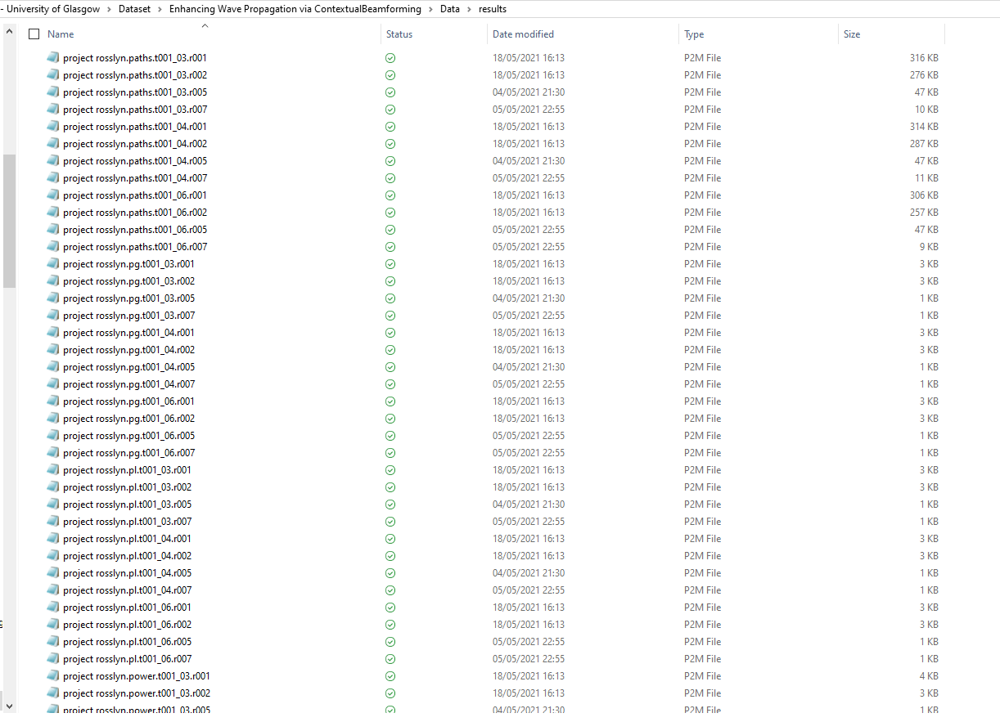 - University of Glasgow > Dataset > Enhancing Wave Propagation via ContextualBeamforming > Data > results
Name Status Date modified Type Size
project rosslyn.paths.t001_03.r001 18/05/2021 16:13 P2M File 316 KB
project rosslyn.paths.t001_03.r002 18/05/2021 16:13 P2M File 276 KB
project rosslyn.paths.t001_03.r005 04/05/2021 21:30 P2M File 47 KB
project rosslyn.paths.t001_03.r007 05/05/2021 22:55 P2M File 10 KB
project rosslyn.paths.t001_04.r001 18/05/2021 16:13 P2M File 314 KB
project rosslyn.paths.t001_04.r002 18/05/2021 16:13 P2M File 287 KB
project rosslyn.paths.t001_04.r005 04/05/2021 21:30 P2M File 47 KB
project rosslyn.paths.t001_04.r007 05/05/2021 22:55 P2M File 11 KB
project rosslyn.paths.t001_06.r001 18/05/2021 16:13 P2M File 306 KB
project rosslyn.paths.t001_06.r002 18/05/2021 16:13 P2M File 257 KB
project rosslyn.paths.t001_06.r005 05/05/2021 22:55 P2M File 47 KB
project rosslyn.paths.t001_06.r007 05/05/2021 22:55 P2M File 9 KB
project rosslyn.pg.t001_03.r001 18/05/2021 16:13 P2M File 3 KB
project rosslyn.pg.t001_03.r002 18/05/2021 16:13 P2M File 3 KB
project rosslyn.pg.t001_03.r005 04/05/2021 21:30 P2M File 1 KB
project rosslyn.pg.t001_03.r007 05/05/2021 22:55 P2M File 1 KB
project rosslyn.pg.t001_04.r001 18/05/2021 16:13 P2M File 3 KB
project rosslyn.pg.t001_04.r002 18/05/2021 16:13 P2M File 3 KB
project rosslyn.pg.t001_04.r005 04/05/2021 21:30 P2M File 1 KB
project rosslyn.pg.t001_04.r007 05/05/2021 22:55 P2M File 1 KB
project rosslyn.pg.t001_06.r001 18/05/2021 16:13 P2M File 3 KB
project rosslyn.pg.t001_06.r002 18/05/2021 16:13 P2M File 3 KB
project rosslyn.pg.t001_06.r005 05/05/2021 22:55 P2M File 1 KB
project rosslyn.pg.t001_06.r007 05/05/2021 22:55 P2M File 1 KB
project rosslyn.pl.t001_03.r001 18/05/2021 16:13 P2M File 3 KB
project rosslyn.pl.t001_03.r002 18/05/2021 16:13 P2M File 3 KB
project rosslyn.pl.t001_03.r005 04/05/2021 21:30 P2M File 1 KB
project rosslyn.pl.t001_03.r007 05/05/2021 22:55 P2M File 1 KB
project rosslyn.pl.t001_04.r001 18/05/2021 16:13 P2M File 3 KB
project rosslyn.pl.t001_04.r002 18/05/2021 16:13 P2M File 3 KB
project rosslyn.pl.t001_04.r005 04/05/2021 21:30 P2M File 1 KB
project rosslyn.pl.t001_04.r007 05/05/2021 22:55 P2M File 1 KB
project rosslyn.pl.t001_06.r001 18/05/2021 16:13 P2M File 3 KB
project rosslyn.pl.t001_06.r002 18/05/2021 16:13 P2M File 3 KB
project rosslyn.pl.t001_06.r005 05/05/2021 22:55 P2M File 1 KB
project rosslyn.pl.t001_06.r007 05/05/2021 22:55 P2M File 1 KB
project rosslyn.power.t001_03.r001 18/05/2021 16:13 P2M File 4 KB
project rosslyn.power.t001_03.r002 18/05/2021 16:13 P2M File 3 KB
project rosslyn.power.t001_03.r005 04/05/2021 21:30 P2M File 1 KB